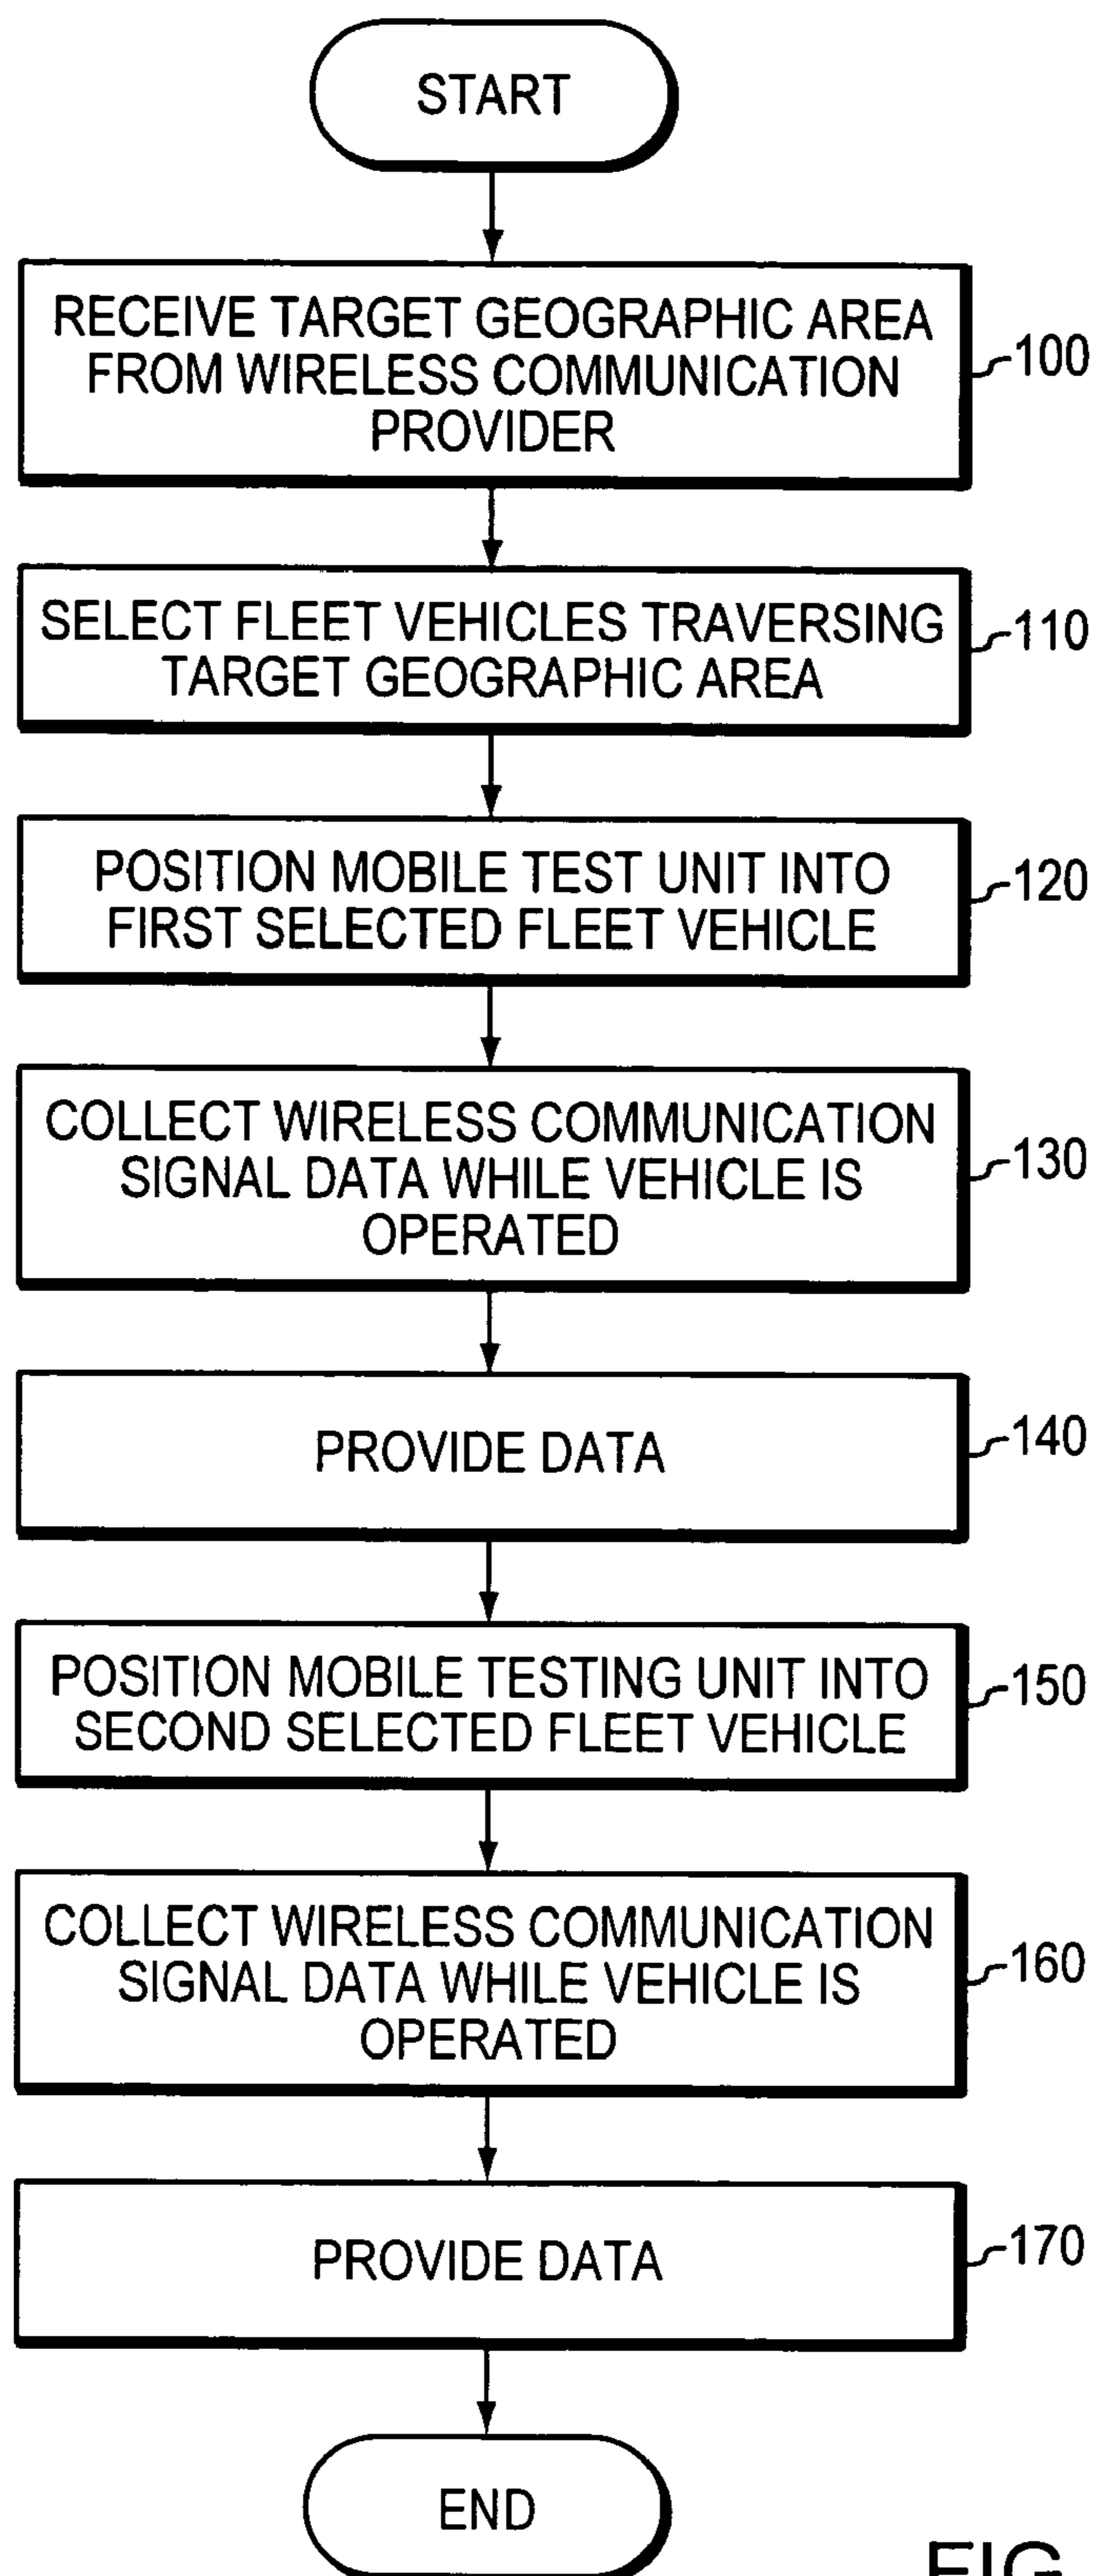 START
RECEIVE TARGET GEOGRAPHIC AREA
FROM WIRELESS COMMUNICATION
PROVIDER
100
SELECT FLEET VEHICLES TRAVERSING
TARGET GEOGRAPHIC AREA
110
POSITION MOBILE TEST UNIT INTO
FIRST SELECTED FLEET VEHICLE
120
COLLECT WIRELESS COMMUNICATION
SIGNAL DATA WHILE VEHICLE IS
OPERATED
130
PROVIDE DATA
140
POSITION MOBILE TESTING UNIT INTO
SECOND SELECTED FLEET VEHICLE
150
COLLECT WIRELESS COMMUNICATION
SIGNAL DATA WHILE VEHICLE IS
OPERATED
160
PROVIDE DATA
170
END
FIG